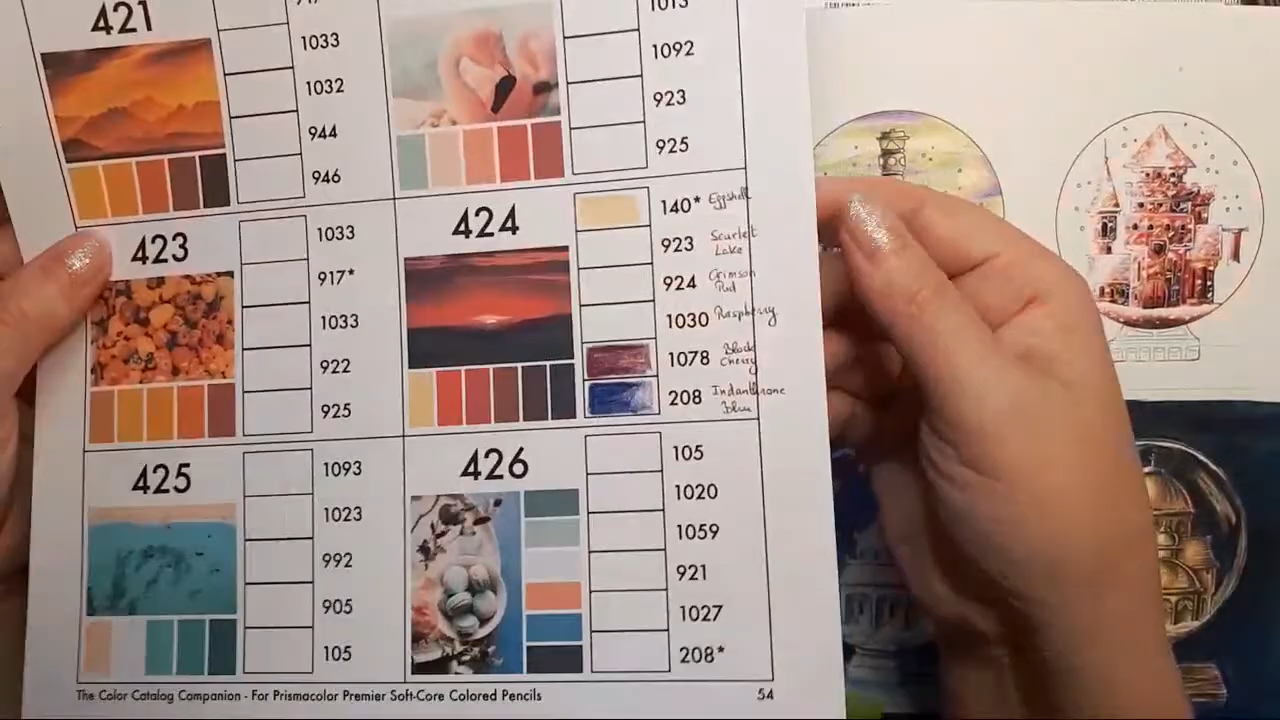 421
1033
1032
944
946
1092
923
925
423
1033
917*
1033
922
925
424
140* Eggshell
923 Scarlet
Lake
924 Crimson
Red
1030 Raspberry
1078 Black
Cherry
208 Indanthrone
Blue
425
1093
1023
992
905
105
426
105
1020
1059
921
1027
208*
The Color Catalog Companion - For Prismacolor Premier Soft-Core Colored Pencils
54